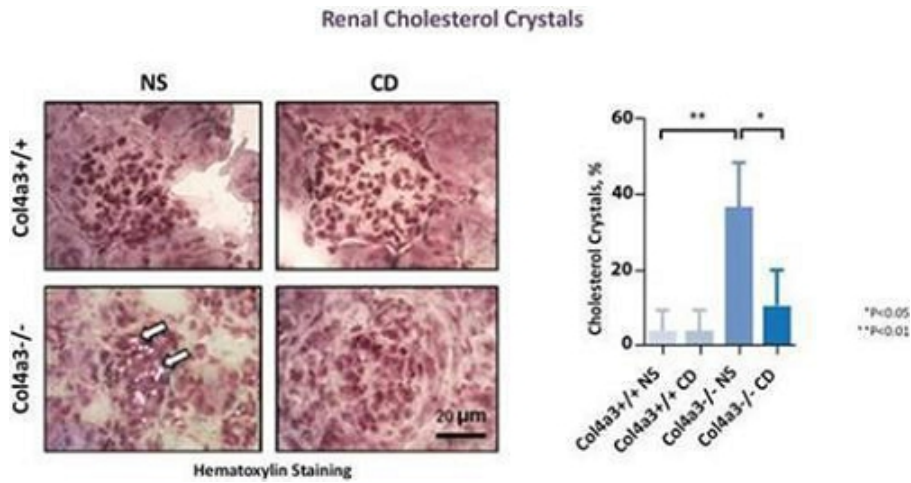 Renal Cholesterol Crystals
NS
CD
Col4a3+/+
Col4a3-/-
20 µm
Hematoxylin Staining
Cholesterol Crystals, %
60
40
20
0
**
*
Col4a3+/+ NS
Col4a3+/+ CD
Col4a3-/- NS
Col4a3-/- CD
*P<0.05
**P<0.01